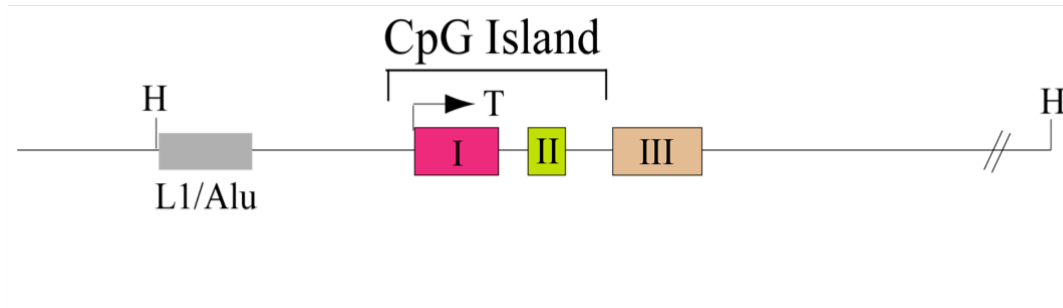 CpG Island
H
T
H
I
II
III
L1/Alu